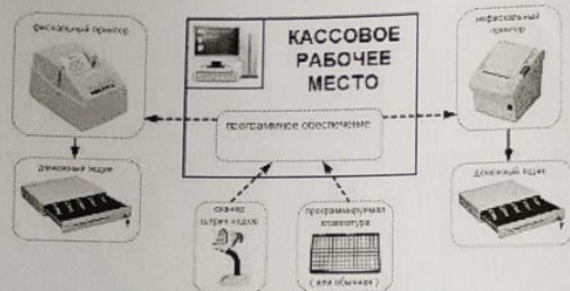 фискальный принтер
КАССОВОЕ
РАБОЧЕЕ
МЕСТО
нефискальный
принтер
программное обеспечение
денежный ящик
денежный ящик
сканер
штрих-кодов
программируемая
клавиатура
( или обычная )